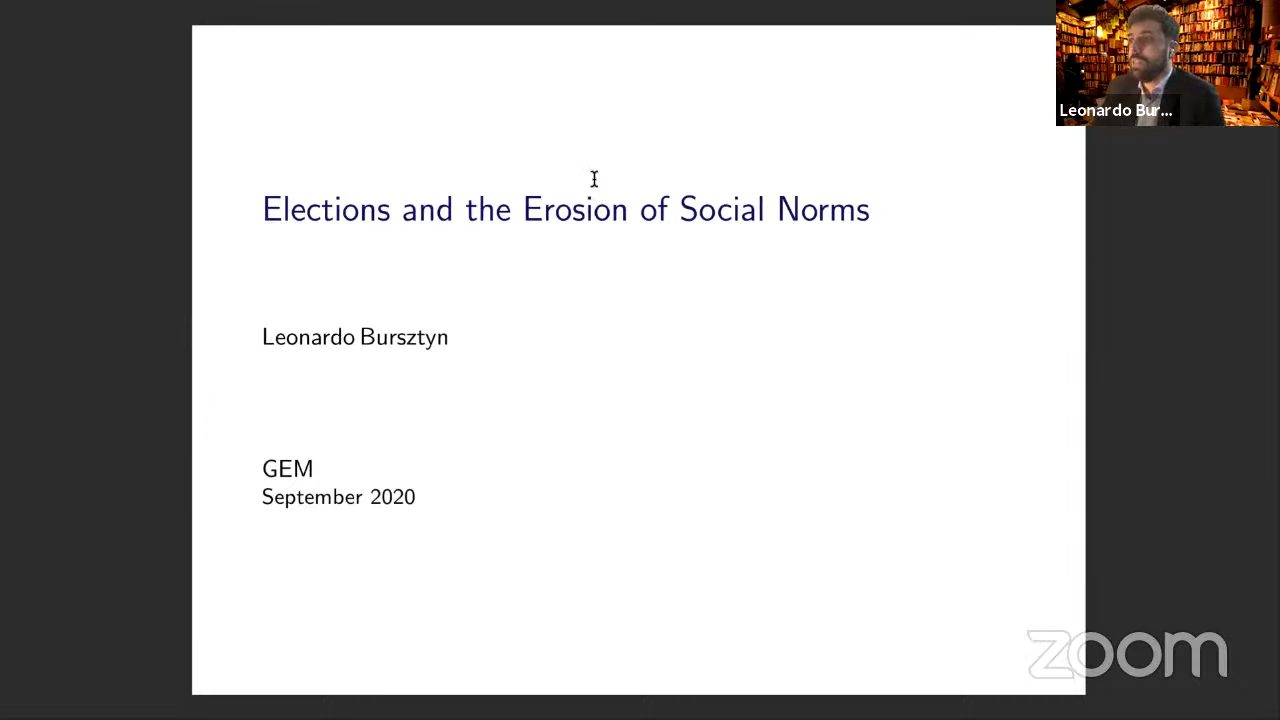 Elections and the Erosion of Social Norms
Leonardo Bursztyn
GEM
September 2020
Leonardo Bur...
zoom